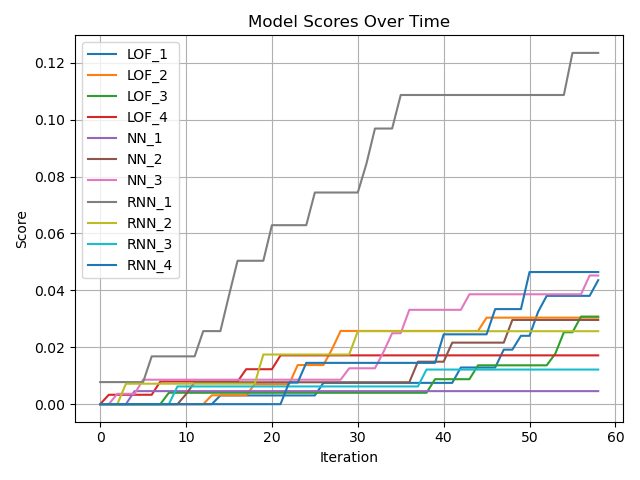 Model Scores Over Time
LOF_1
LOF_2
LOF_3
LOF_4
NN_1
NN_2
NN_3
RNN_1
RNN_2
RNN_3
RNN_4
Score
0.12
0.10
0.08
0.06
0.04
0.02
0.00
0 10 20 30 40 50 60
Iteration